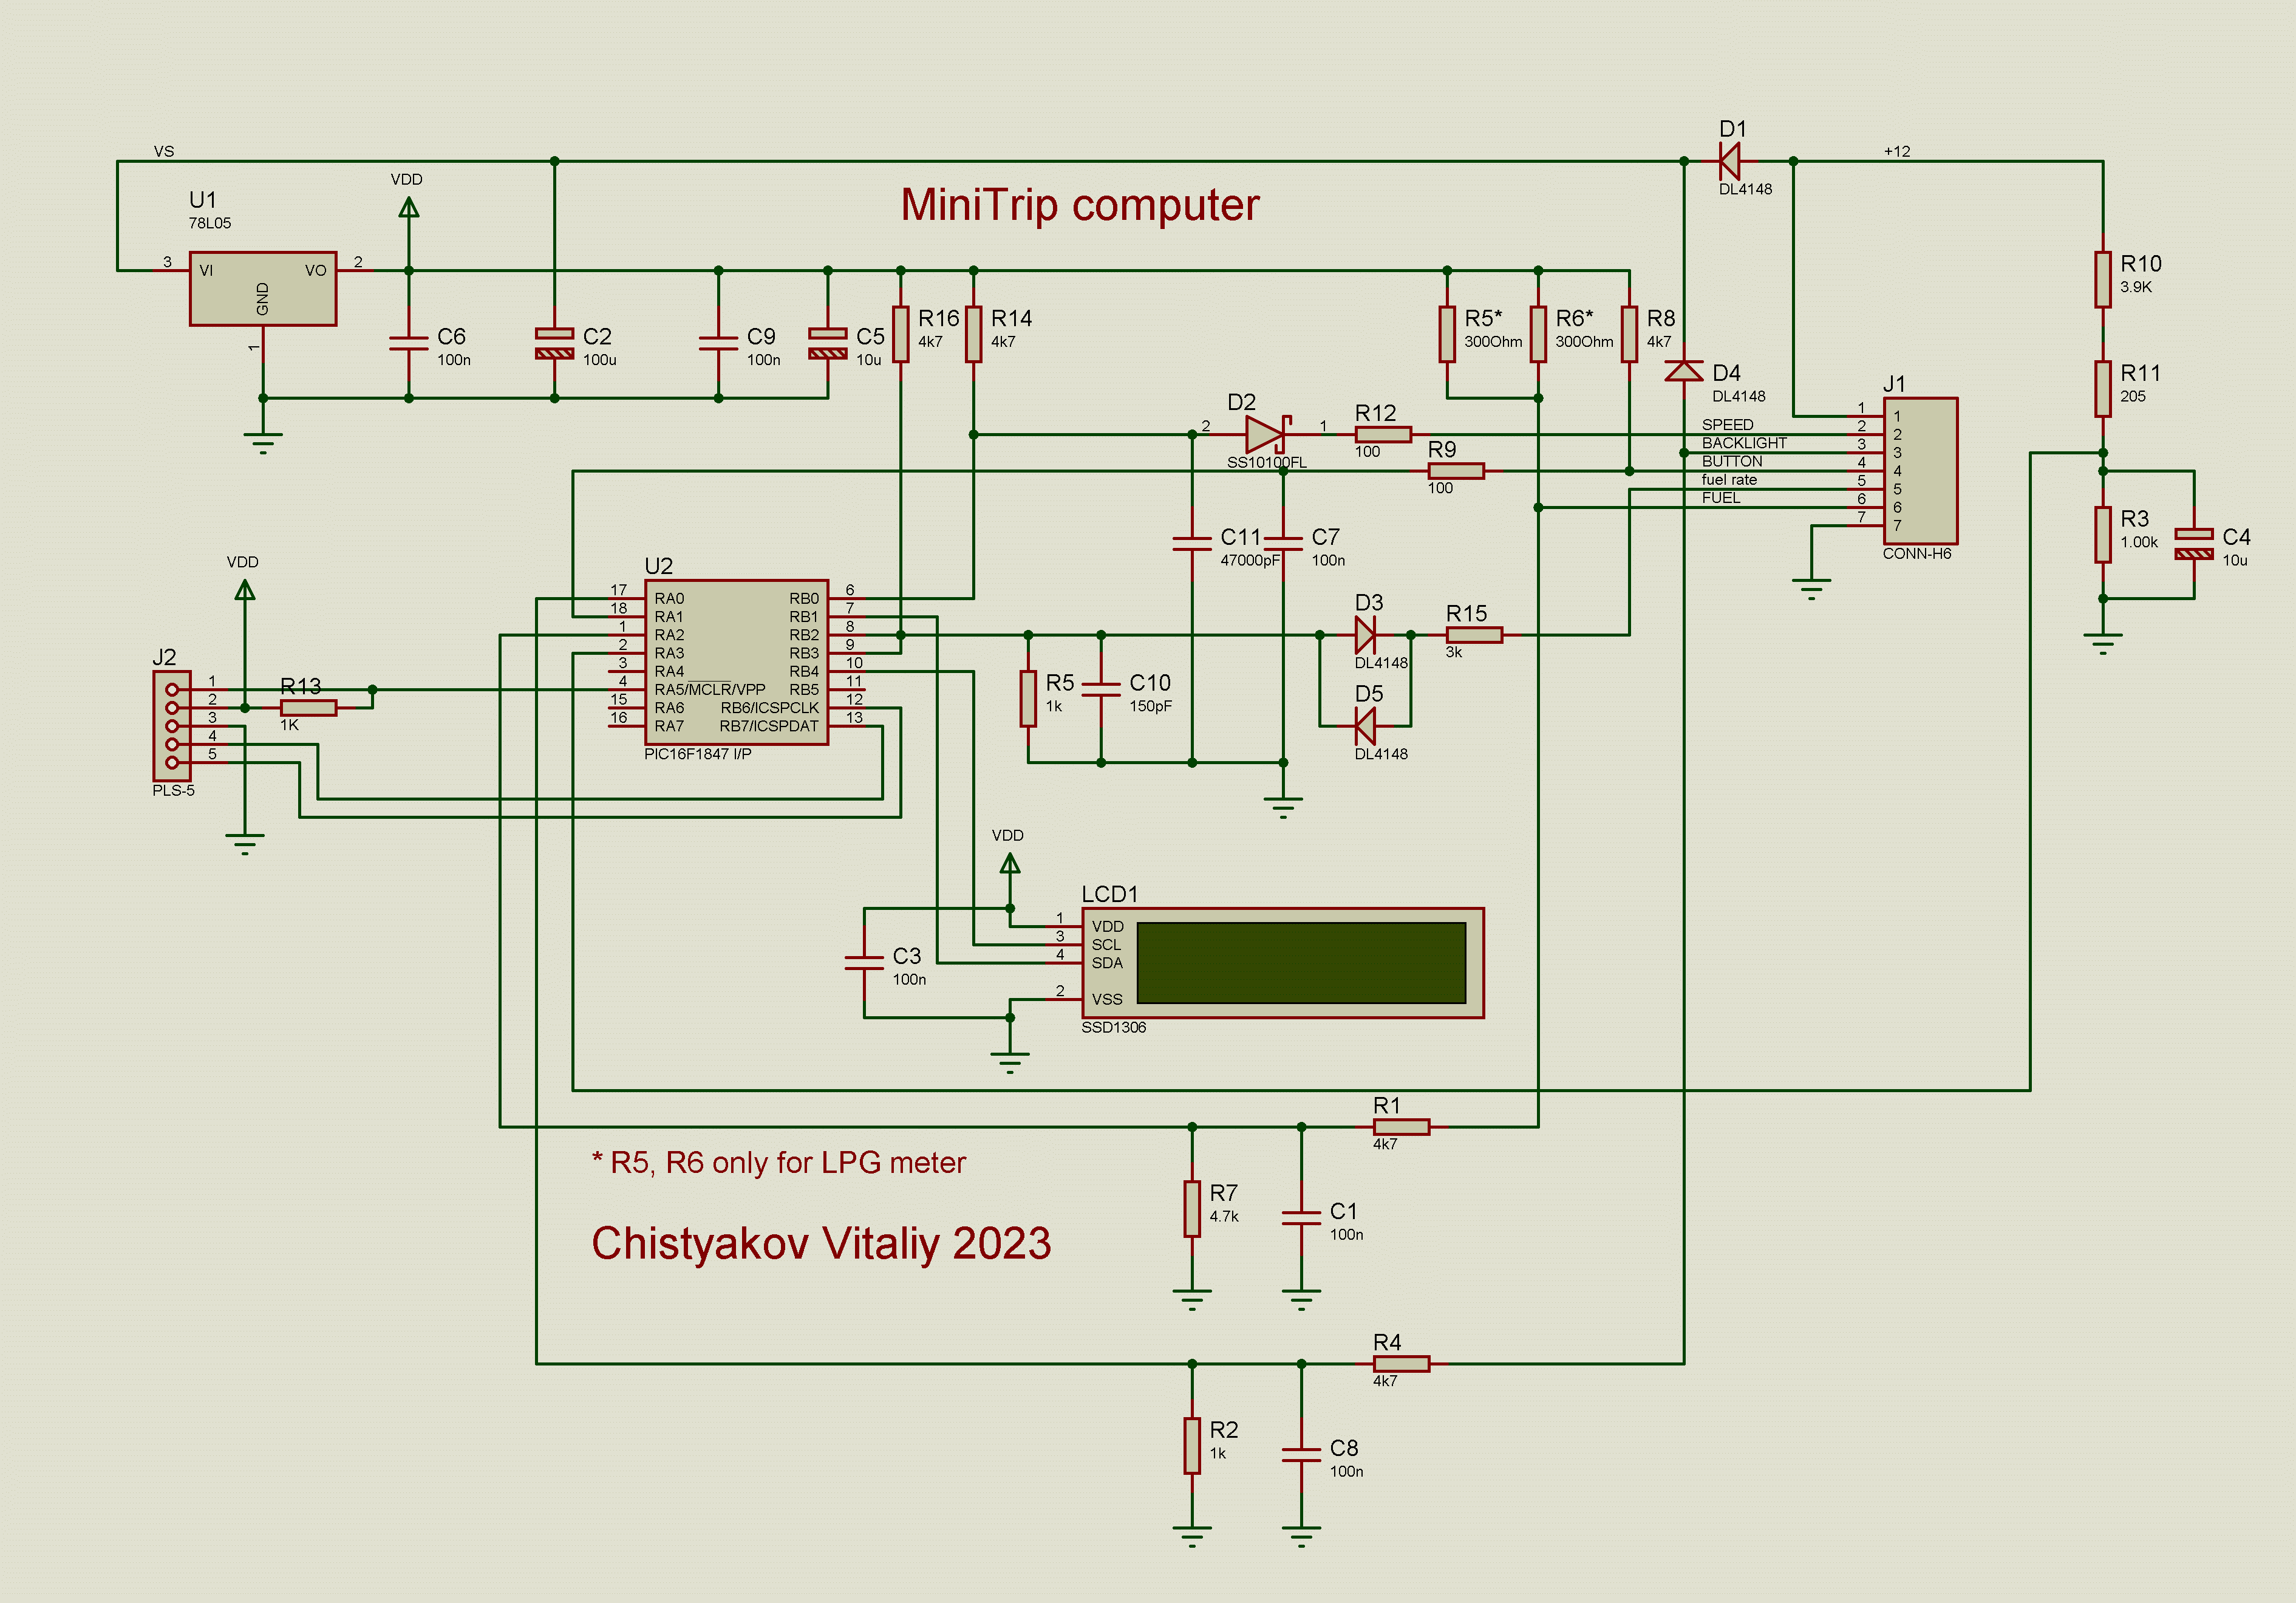 D1
VS
+12
VDD
DL4148
MiniTrip computer
U1
78L05
3
VI
VO
2
GND
1
R10
3.9K
C6
100n
C2
100u
C9
100n
C5
10u
R16
4k7
R14
4k7
R5*
300Ohm
R6*
300Ohm
R8
4k7
D4
DL4148
R11
205
J1
D2
2
1
SS10100FL
R12
100
R9
100
SPEED
BACKLIGHT
BUTTON
fuel rate
FUEL
1
2
3
4
5
6
7
1
2
3
4
5
6
7
CONN-H6
R3
1.00k
C4
10u
C11
47000pF
C7
100n
VDD
U2
17
18
1
2
3
4
15
16
RA0
RA1
RA2
RA3
RA4
RA5/MCLR/VPP
RA6
RA7
RB0
RB1
RB2
RB3
RB4
RB5
RB6/ICSPCLK
RB7/ICSPDAT
6
7
8
9
10
11
12
13
PIC16F1847 I/P
D3
DL4148
D5
DL4148
R15
3k
R5
1k
C10
150pF
J2
1
2
3
4
5
PLS-5
R13
1K
VDD
LCD1
1
3
4
2
VDD
SCL
SDA
VSS
SSD1306
C3
100n
R1
4k7
* R5, R6 only for LPG meter
R7
4.7k
C1
100n
Chistyakov Vitaliy 2023
R4
4k7
R2
1k
C8
100n